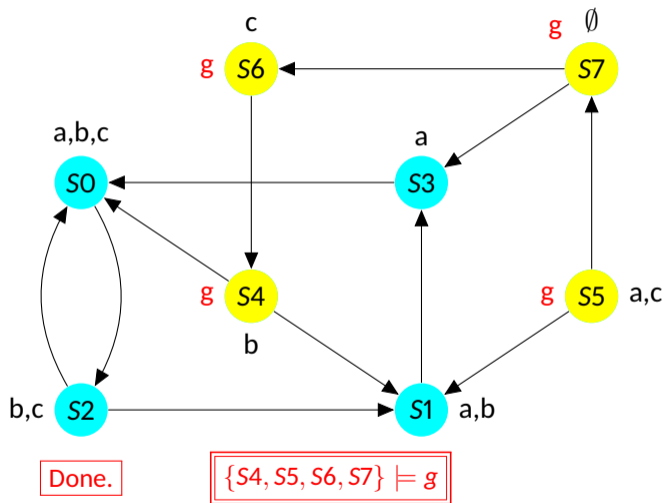 c
g ∅
g S6 S7
a,b,c
a
S0 S3
g S4 g S5 a,c
b
b,c S2 S1 a,b
Done. {S4, S5, S6, S7} ⊨ g